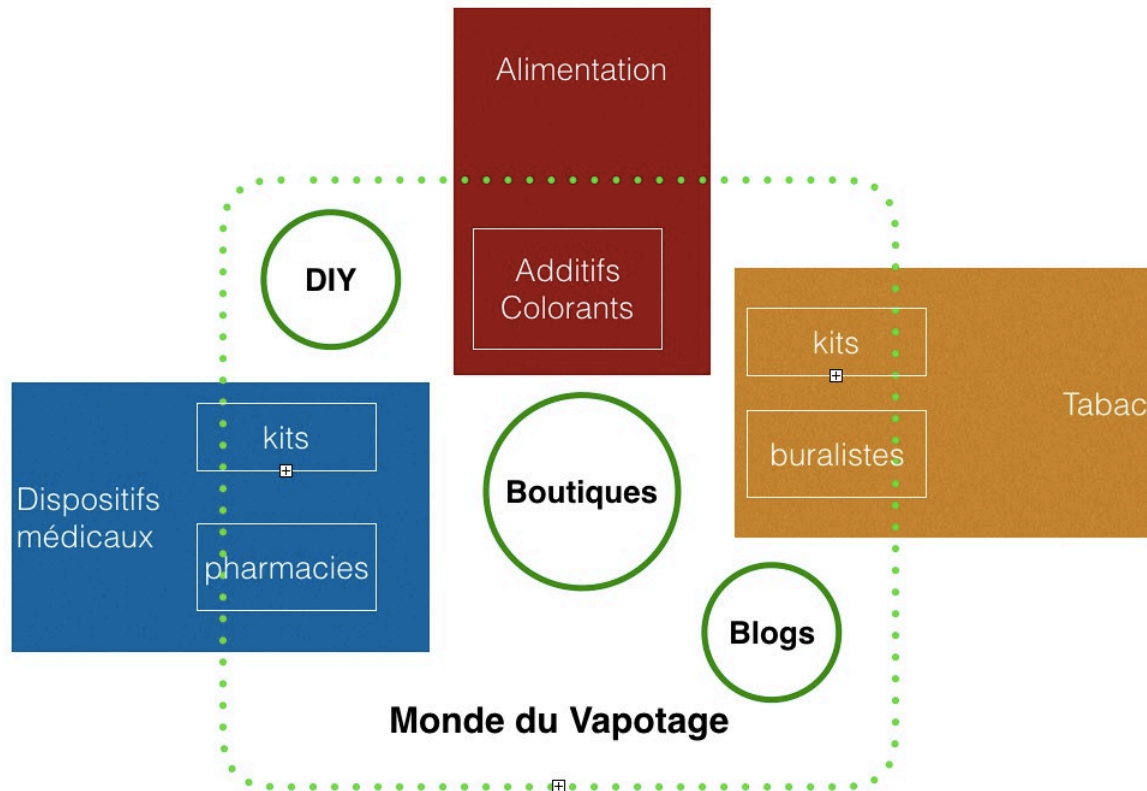 Alimentation
DIY
Additifs
Colorants
kits
Tabac
buralistes
kits
Dispositifs
médicaux
pharmacies
Boutiques
Blogs
Monde du Vapotage